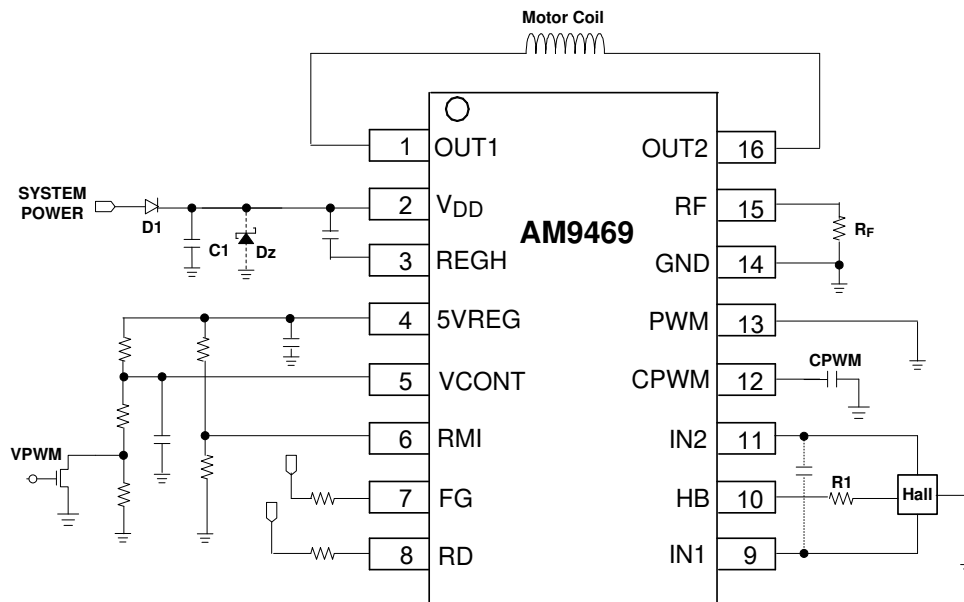 Motor Coil
1 OUT1
OUT2 16
SYSTEM
POWER
D1
C1
Dz
2 VDD
RF 15
RF
AM9469
3 REGH
GND 14
4 5VREG
PWM 13
5 VCONT
CPWM 12
CPWM
6 RMI
IN2 11
VPWM
7 FG
HB 10
R1
Hall
8 RD
IN1 9